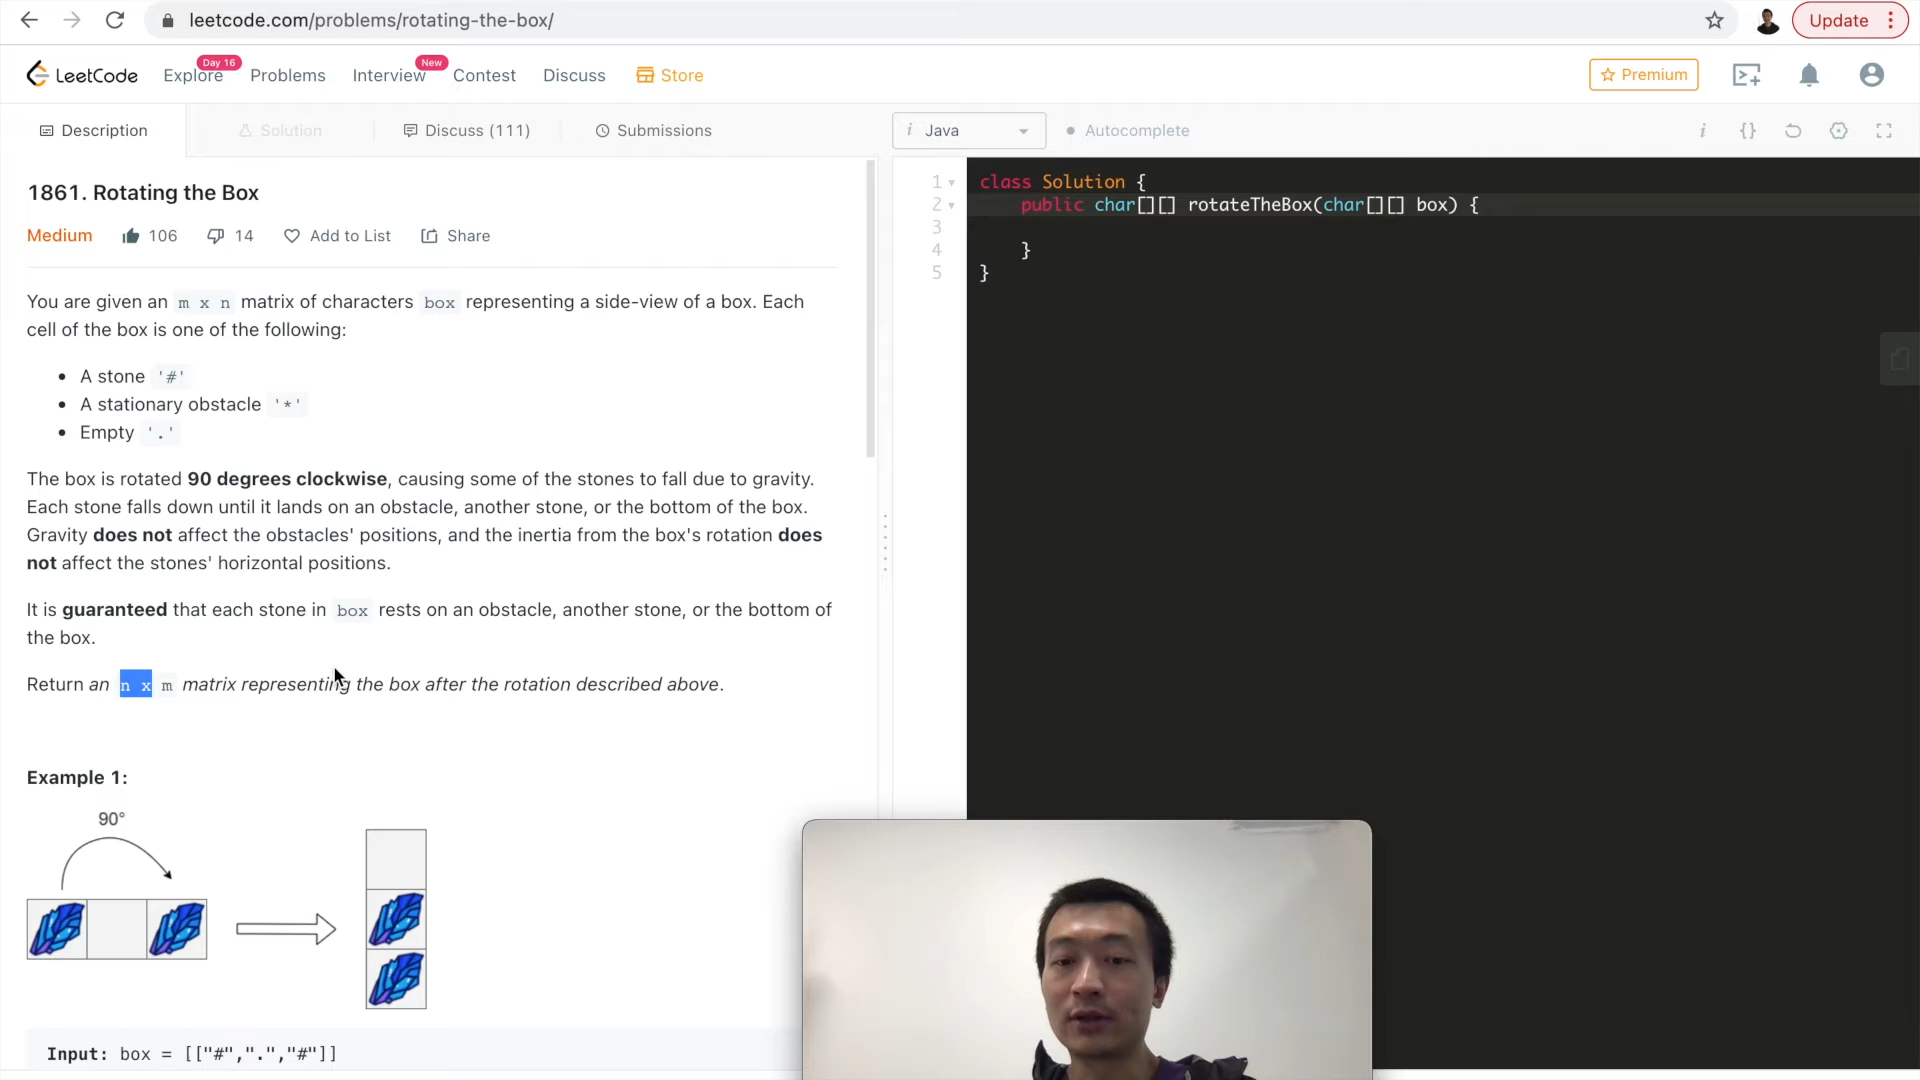 leetcode.com/problems/rotating-the-box/
Update
LeetCode
Explore
Day 16
Problems
Interview
New
Contest
Discuss
Store
Premium
Description
Solution
Discuss (111)
Submissions
i Java
Autocomplete
i
{}
1861. Rotating the Box
Medium
106
14
Add to List
Share
You are given an m x n matrix of characters box representing a side-view of a box. Each
cell of the box is one of the following:
• A stone '#'
• A stationary obstacle '*'
• Empty '.'
The box is rotated 90 degrees clockwise, causing some of the stones to fall due to gravity.
Each stone falls down until it lands on an obstacle, another stone, or the bottom of the box.
Gravity does not affect the obstacles' positions, and the inertia from the box's rotation does
not affect the stones' horizontal positions.
It is guaranteed that each stone in box rests on an obstacle, another stone, or the bottom of
the box.
Return an n x m matrix representing the box after the rotation described above.
Example 1:
90°
Input: box = [["#",".","#"]]
1 class Solution {
2 public char[][] rotateTheBox(char[][] box) {
3
4 }
5 }